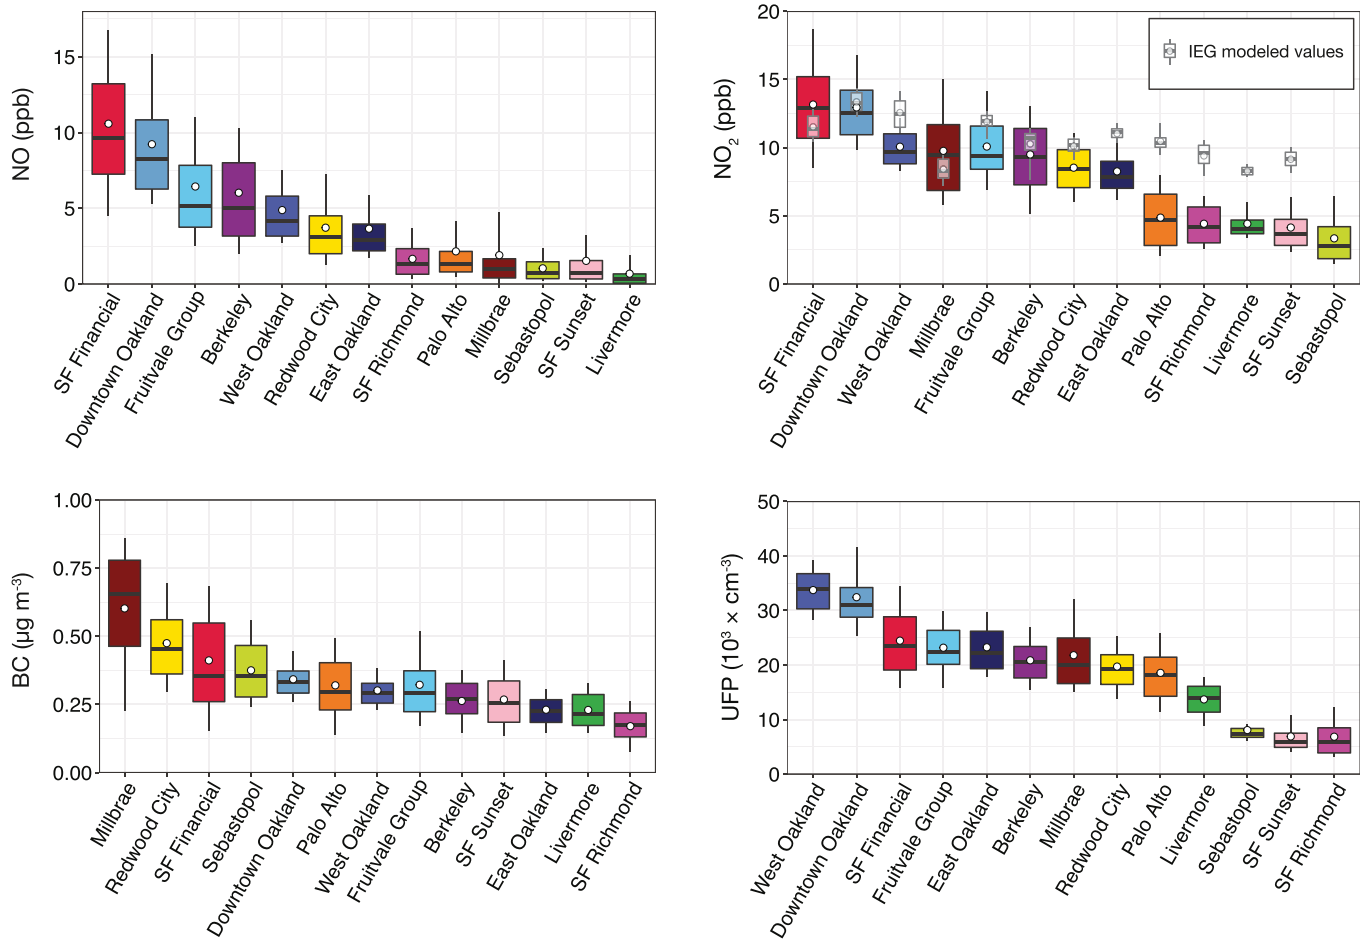 NO (ppb)
15
10
5
0
SF Financial
Downtown Oakland
Fruitvale Group
Berkeley
West Oakland
Redwood City
East Oakland
SF Richmond
Palo Alto
Millbrae
Sebastopol
SF Sunset
Livermore
NO₂ (ppb)
20
15
10
5
0
IEG modeled values
SF Financial
Downtown Oakland
West Oakland
Millbrae
Fruitvale Group
Berkeley
Redwood City
East Oakland
Palo Alto
SF Richmond
Livermore
SF Sunset
Sebastopol
BC (µg m⁻³)
1.00
0.75
0.50
0.25
0.00
Millbrae
Redwood City
SF Financial
Sebastopol
Downtown Oakland
Palo Alto
West Oakland
Fruitvale Group
Berkeley
SF Sunset
East Oakland
Livermore
SF Richmond
UFP (10³ × cm⁻³)
50
40
30
20
10
0
West Oakland
Downtown Oakland
SF Financial
Fruitvale Group
East Oakland
Berkeley
Millbrae
Redwood City
Palo Alto
Livermore
Sebastopol
SF Sunset
SF Richmond